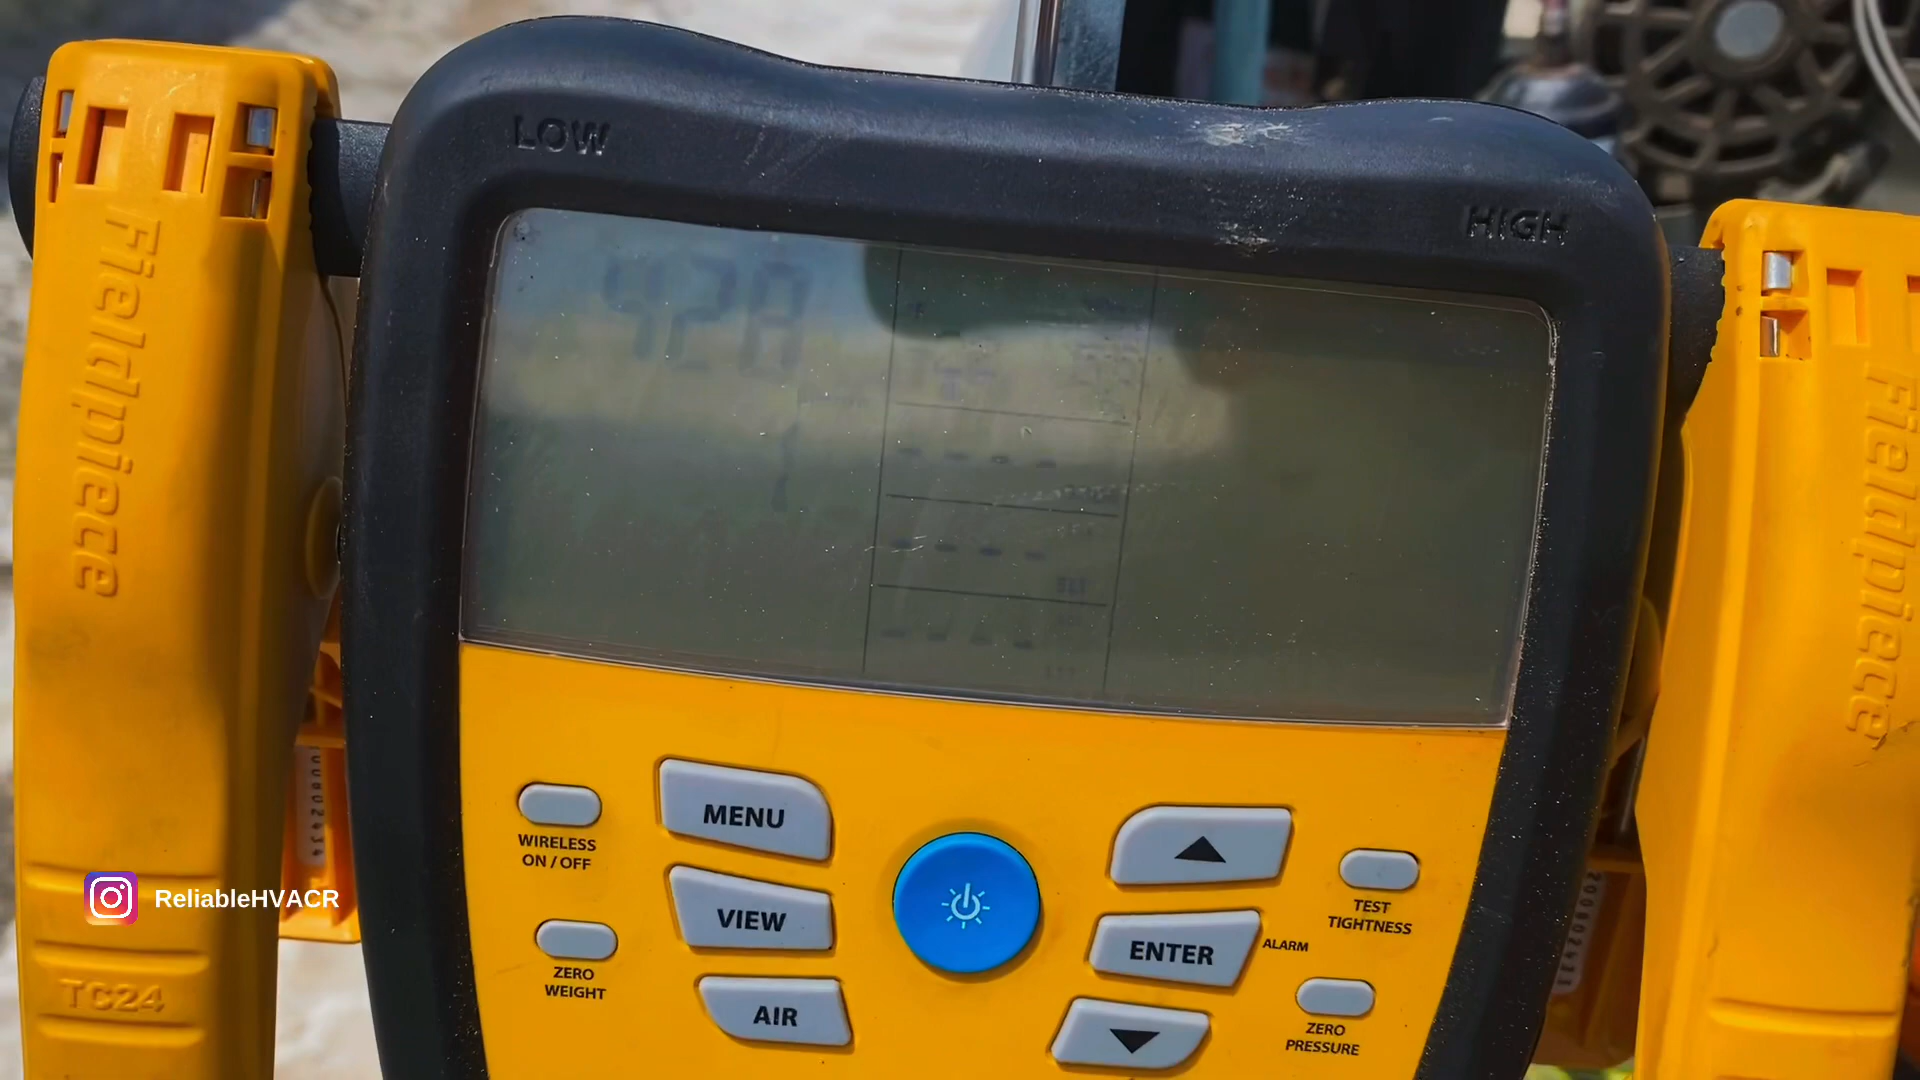 LOW
HIGH
Fieldpiece
Fieldpiece
MENU
WIRELESS
ON / OFF
VIEW
TEST
TIGHTNESS
ENTER
ALARM
ZERO
WEIGHT
AIR
ZERO
PRESSURE
TC24
ReliableHVACR